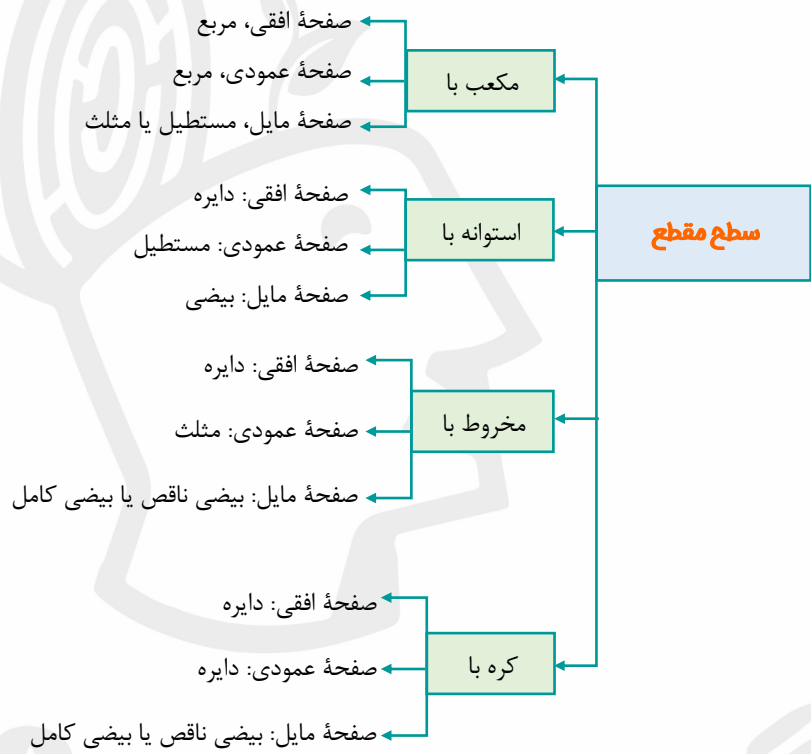 سطح مقطع
مکعب با
صفحهٔ افقی، مربع
صفحهٔ عمودی، مربع
صفحهٔ مایل، مستطیل یا مثلث
استوانه با
صفحهٔ افقی: دایره
صفحهٔ عمودی: مستطیل
صفحهٔ مایل: بیضی
مخروط با
صفحهٔ افقی: دایره
صفحهٔ عمودی: مثلث
صفحهٔ مایل: بیضی ناقص یا بیضی کامل
کره با
صفحهٔ افقی: دایره
صفحهٔ عمودی: دایره
صفحهٔ مایل: بیضی ناقص یا بیضی کامل